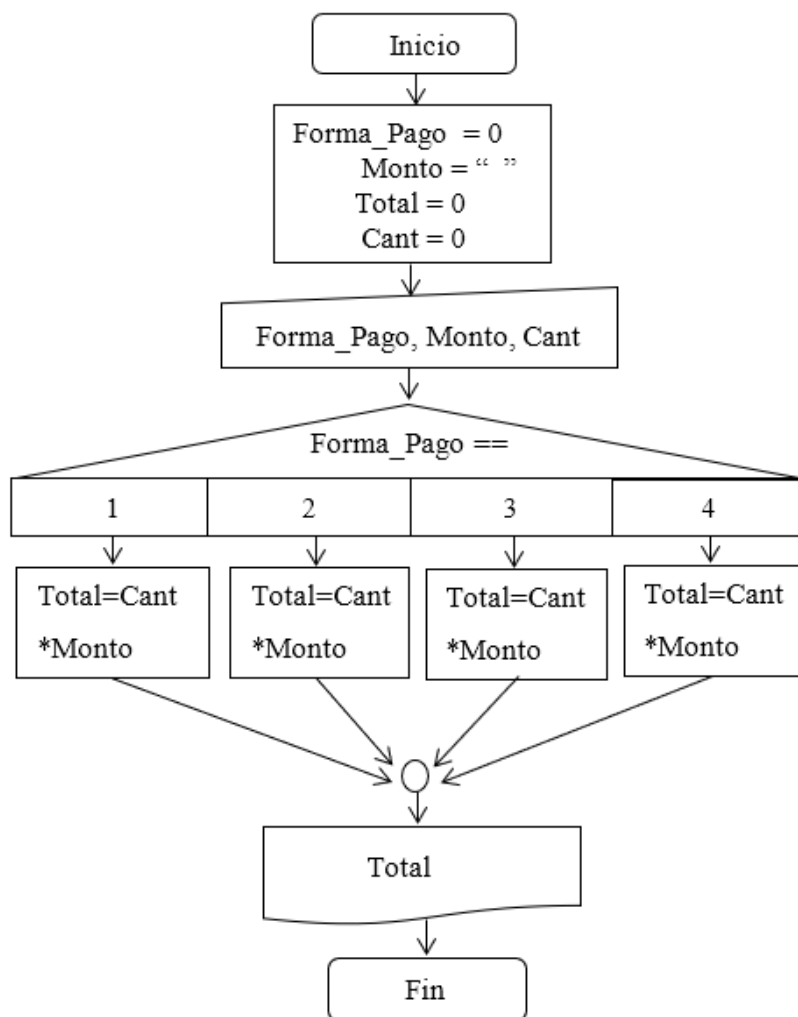 Inicio
Forma_Pago = 0
Monto = “ ”
Total = 0
Cant = 0
Forma_Pago, Monto, Cant
Forma_Pago ==
1
2
3
4
Total=Cant
*Monto
Total=Cant
*Monto
Total=Cant
*Monto
Total=Cant
*Monto
Total
Fin